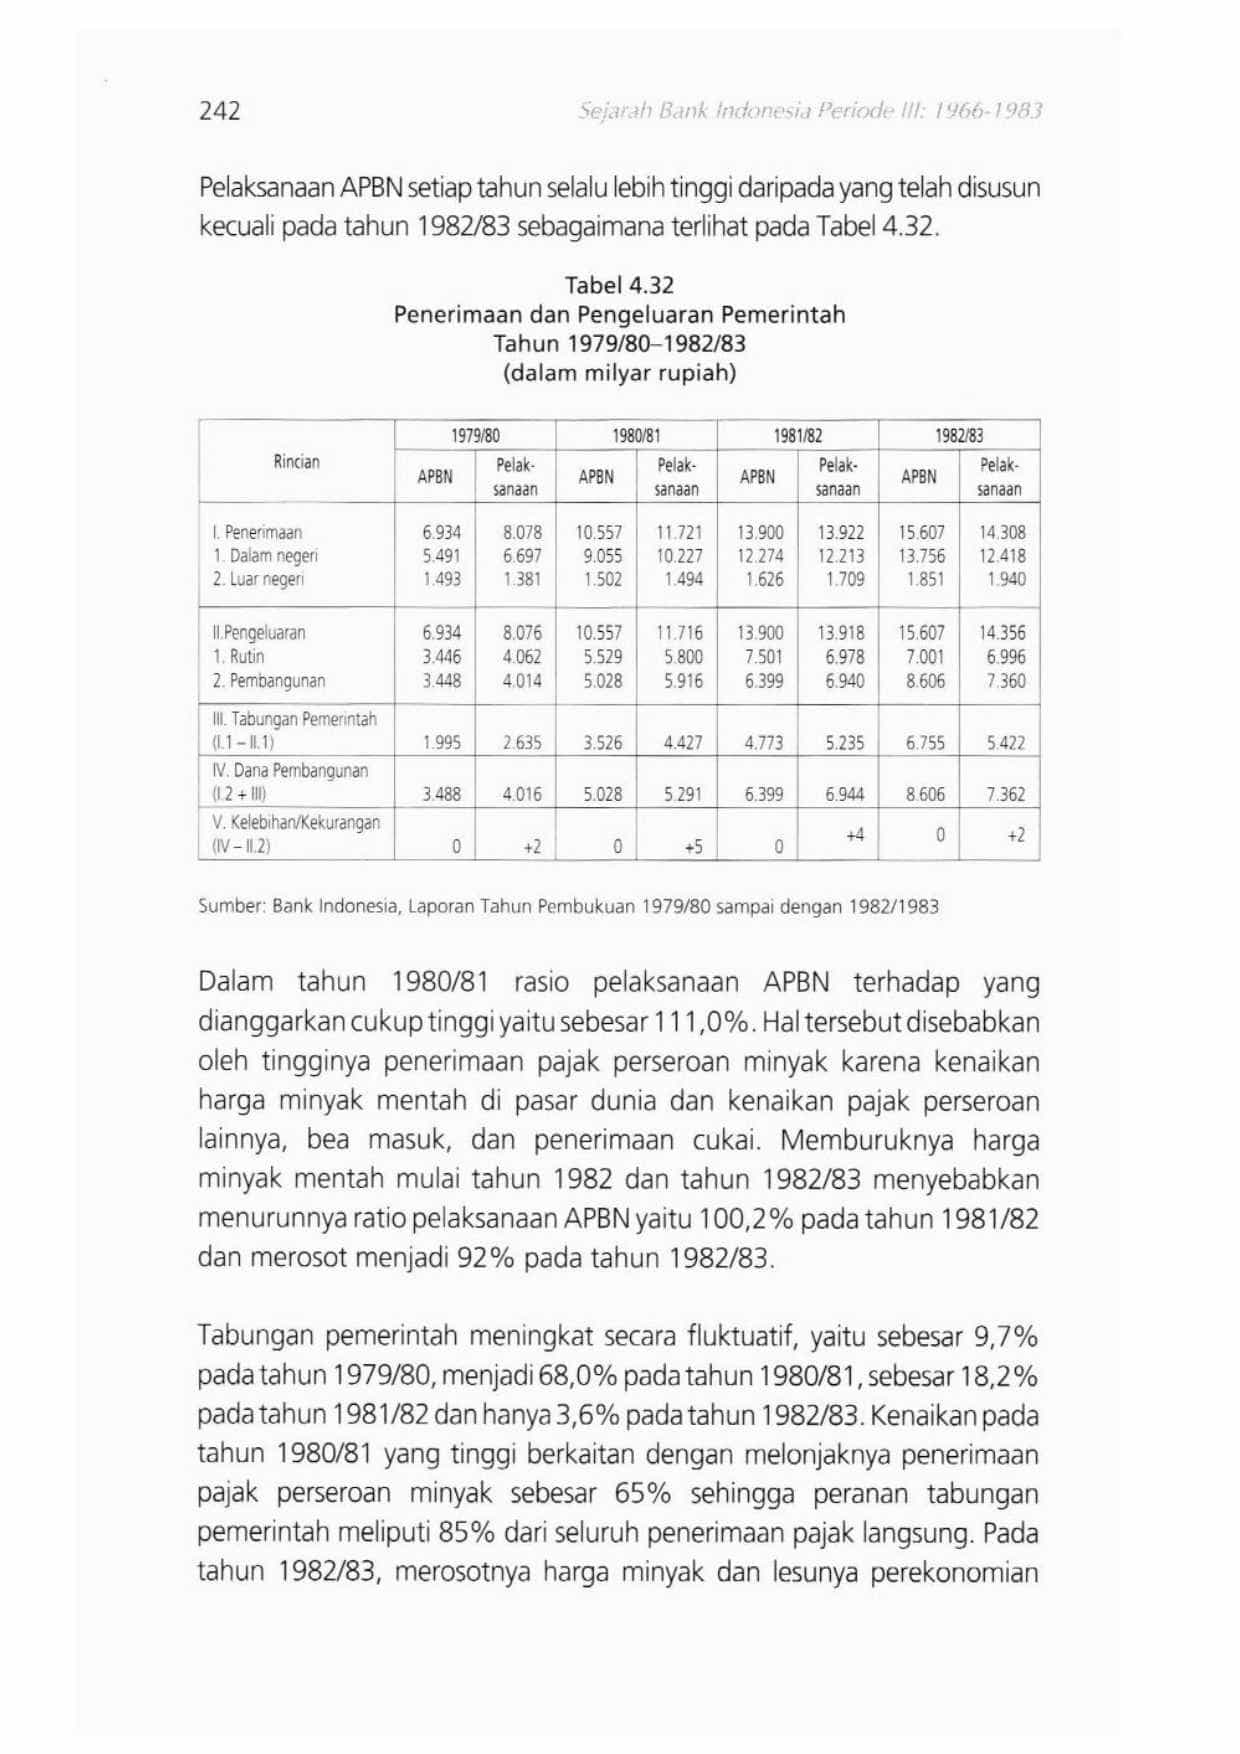 242
Sejarah Bank Indonesia Periode III: 1966-1983
Pelaksanaan APBN setiap tahun selalu lebih tinggi daripada yang telah disusun
kecuali pada tahun 1982/83 sebagaimana terlihat pada Tabel 4.32.
Tabel 4.32
Penerimaan dan Pengeluaran Pemerintah
Tahun 1979/80–1982/83
(dalam milyar rupiah)
Rincian 1979/80 1980/81 1981/82 1982/83
APBN Pelak-sanaan APBN Pelak-sanaan APBN Pelak-sanaan APBN Pelak-sanaan
I. Penerimaan 6.934 8.078 10.557 11.721 13.900 13.922 15.607 14.308
1. Dalam negeri 5.491 6.697 9.055 10.227 12.274 12.213 13.756 12.418
2. Luar negeri 1.493 1.381 1.502 1.494 1.626 1.709 1.851 1.940
II.Pengeluaran 6.934 8.076 10.557 11.716 13.900 13.918 15.607 14.356
1. Rutin 3.446 4.062 5.529 5.800 7.501 6.978 7.001 6.996
2. Pembangunan 3.448 4.014 5.028 5.916 6.399 6.940 8.606 7.360
III. Tabungan Pemerintah
(I.1 – II.1) 1.995 2.635 3.526 4.427 4.773 5.235 6.755 5.422
IV. Dana Pembangunan
(I.2 + III) 3.488 4.016 5.028 5.291 6.399 6.944 8.606 7.362
V. Kelebihan/Kekurangan
(IV – II.2) 0 +2 0 +5 0 +4 0 +2
Sumber: Bank Indonesia, Laporan Tahun Pembukuan 1979/80 sampai dengan 1982/1983
Dalam tahun 1980/81 rasio pelaksanaan APBN terhadap yang
dianggarkan cukup tinggi yaitu sebesar 111,0%. Hal tersebut disebabkan
oleh tingginya penerimaan pajak perseroan minyak karena kenaikan
harga minyak mentah di pasar dunia dan kenaikan pajak perseroan
lainnya, bea masuk, dan penerimaan cukai. Memburuknya harga
minyak mentah mulai tahun 1982 dan tahun 1982/83 menyebabkan
menurunnya ratio pelaksanaan APBN yaitu 100,2% pada tahun 1981/82
dan merosot menjadi 92% pada tahun 1982/83.
Tabungan pemerintah meningkat secara fluktuatif, yaitu sebesar 9,7%
pada tahun 1979/80, menjadi 68,0% pada tahun 1980/81, sebesar 18,2%
pada tahun 1981/82 dan hanya 3,6% pada tahun 1982/83. Kenaikan pada
tahun 1980/81 yang tinggi berkaitan dengan melonjaknya penerimaan
pajak perseroan minyak sebesar 65% sehingga peranan tabungan
pemerintah meliputi 85% dari seluruh penerimaan pajak langsung. Pada
tahun 1982/83, merosotnya harga minyak dan lesunya perekonomian